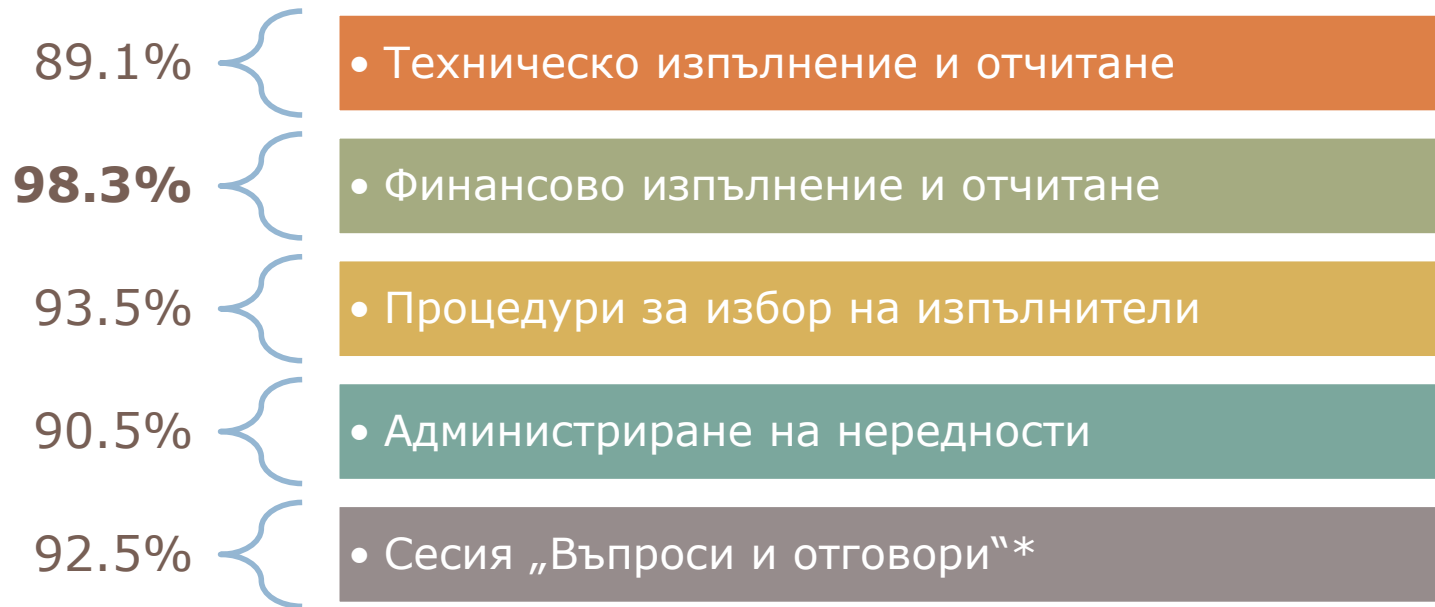 89.1%
• Техническо изпълнение и отчитане
98.3%
• Финансово изпълнение и отчитане
93.5%
• Процедури за избор на изпълнители
90.5%
• Администриране на нередности
92.5%
• Сесия „Въпроси и отговори“*